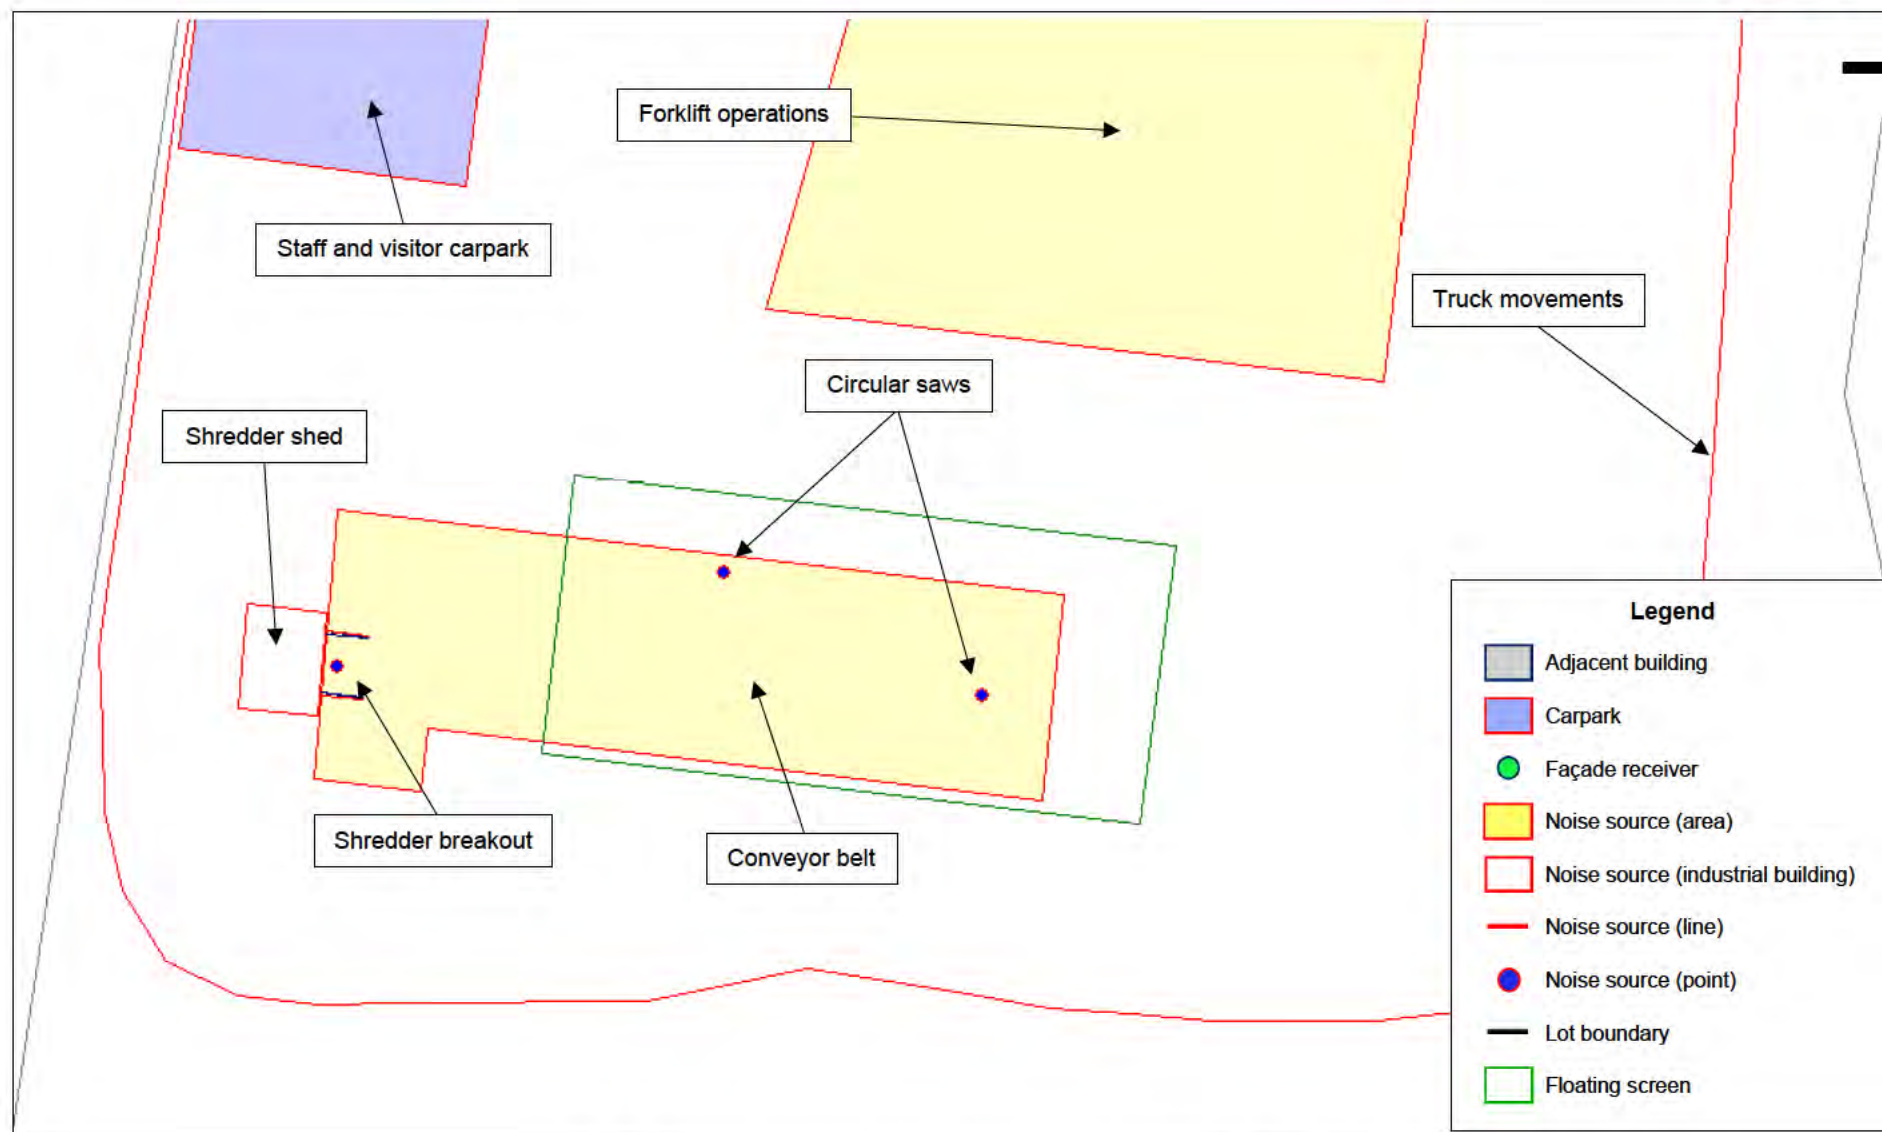 Forklift operations
Staff and visitor carpark
Truck movements
Circular saws
Shredder shed
Shredder breakout
Conveyor belt
Legend
Adjacent building
Carpark
Façade receiver
Noise source (area)
Noise source (industrial building)
Noise source (line)
Noise source (point)
Lot boundary
Floating screen